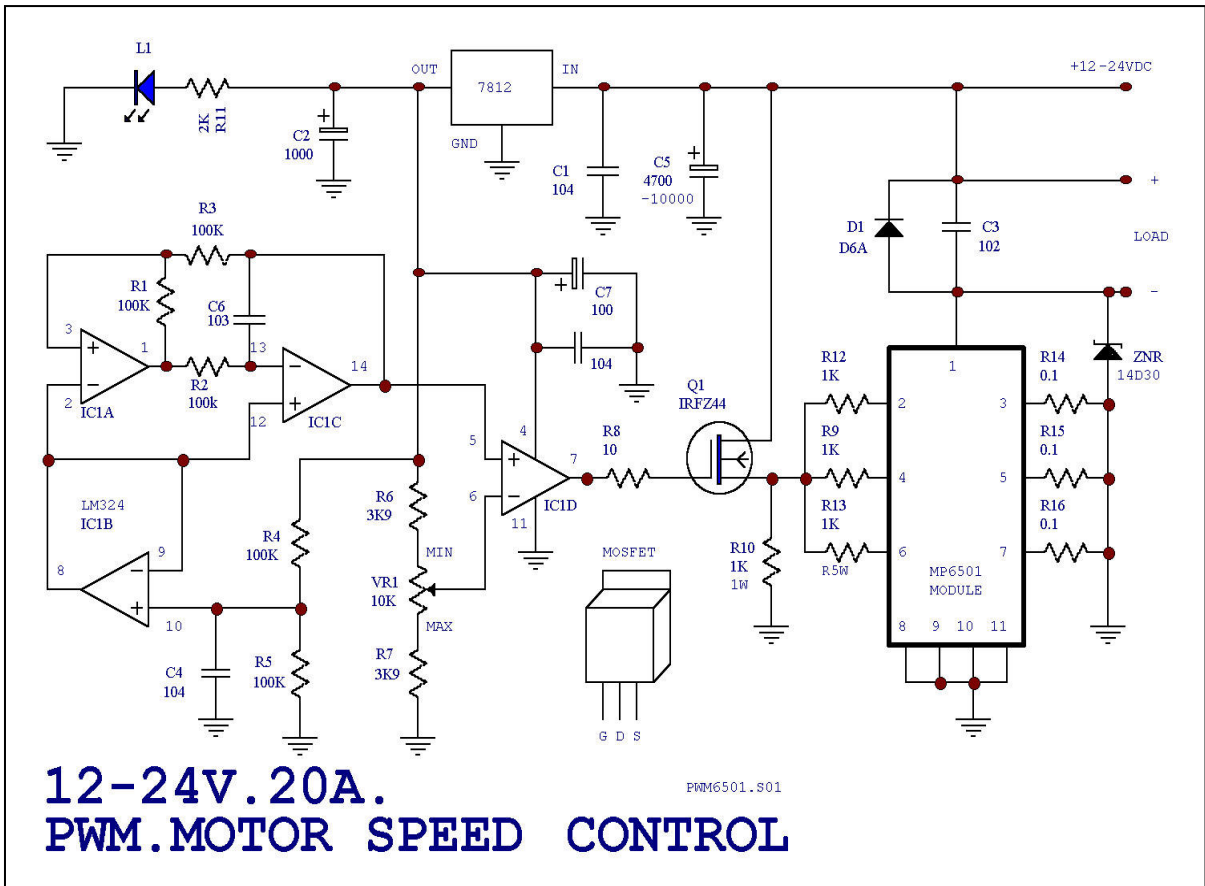 L1
2K
R11
OUT
7812
IN
GND
+12-24VDC
+
C2
1000
C1
104
+
C5
4700
-10000
D1
D6A
C3
102
+
LOAD
-
R3
100K
R1
100K
C6
103
3
+
-
2
1
IC1A
R2
100k
13
-
+
12
14
IC1C
+
C7
100
104
LM324
IC1B
9
8
-
+
10
R4
100K
R5
100K
C4
104
R6
3K9
MIN
VR1
10K
MAX
R7
3K9
5
+
6
-
4
7
11
IC1D
R8
10
Q1
IRFZ44
R10
1K
1W
R12
1K
R9
1K
R13
1K
R5W
1
2
3
4
5
6
7
MP6501
MODULE
8
9
10
11
R14
0.1
R15
0.1
R16
0.1
ZNR
14D30
MOSFET
G D S
PWM6501.S01
12-24V.20A.
PWM.MOTOR SPEED CONTROL